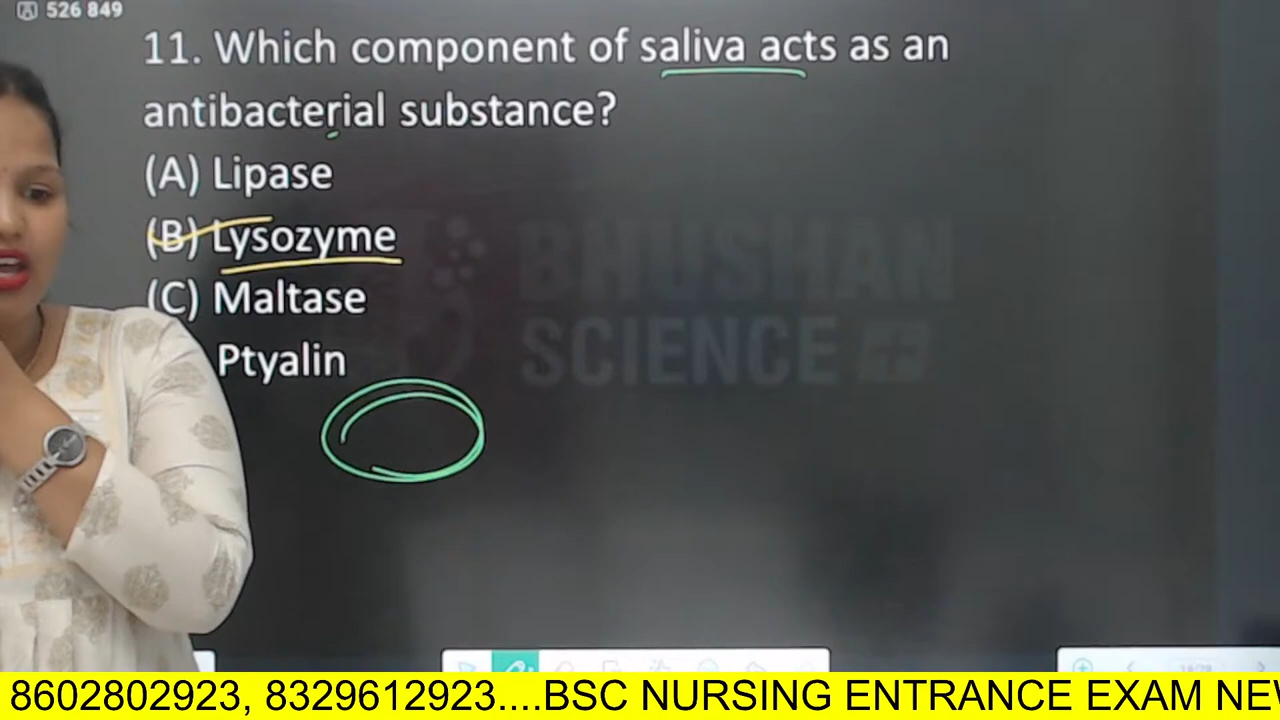 526 849
11. Which component of saliva acts as an
antibacterial substance?
(A) Lipase
(B) Lysozyme
(C) Maltase
Ptyalin
BHUSHAN
SCIENCE
8602802923, 8329612923....BSC NURSING ENTRANCE EXAM NEW